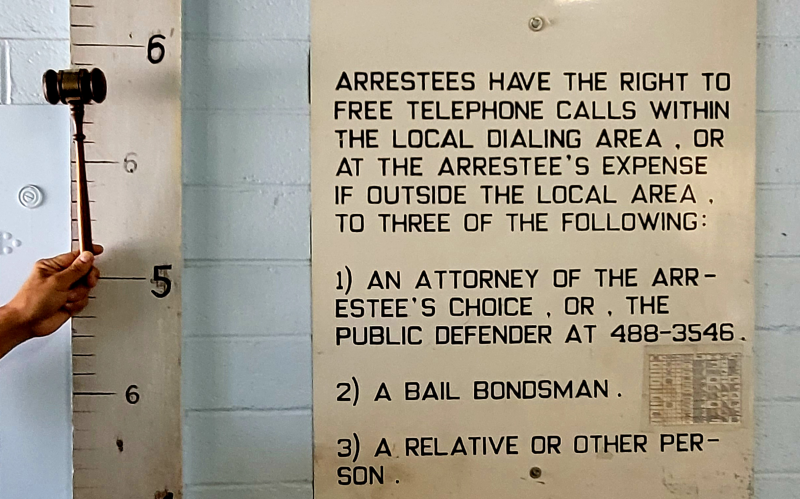 6
6
5
6
ARRESTEES HAVE THE RIGHT TO
FREE TELEPHONE CALLS WITHIN
THE LOCAL DIALING AREA , OR
AT THE ARRESTEE'S EXPENSE
IF OUTSIDE THE LOCAL AREA ,
TO THREE OF THE FOLLOWING:
1) AN ATTORNEY OF THE ARR-
ESTEE'S CHOICE , OR , THE
PUBLIC DEFENDER AT 488-3546.
2) A BAIL BONDSMAN .
3) A RELATIVE OR OTHER PER-
SON .